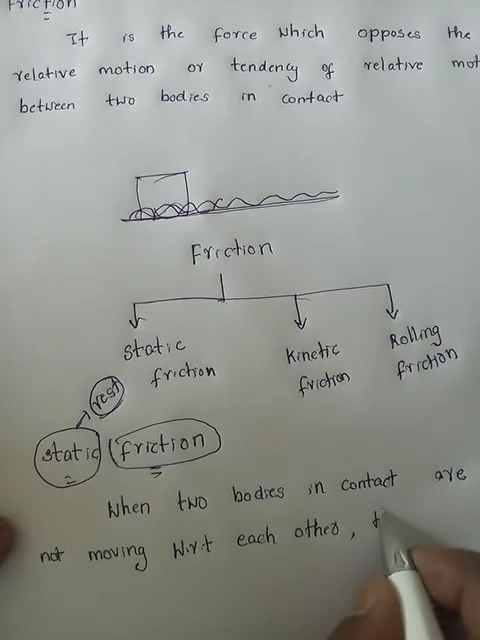 Friction
It is the force which opposes the
relative motion or tendency of relative mot
between two bodies in contact
Friction
static friction
Kinetic friction
Rolling friction
rest
static friction
When two bodies in contact are
not moving w.r.t each other, t